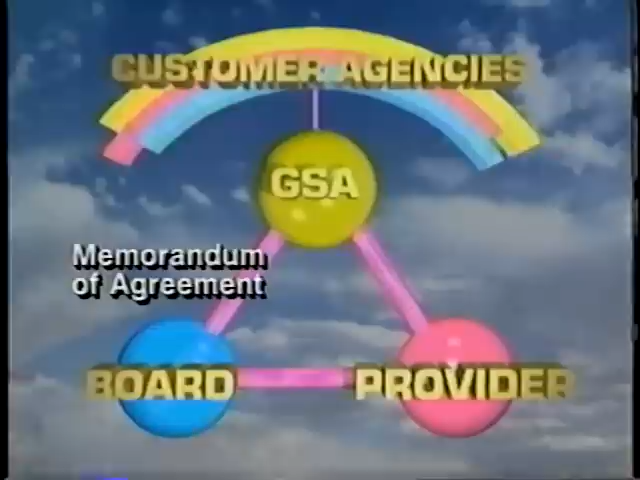 CUSTOMER AGENCIES
GSA
Memorandum
of Agreement
BOARD
PROVIDER